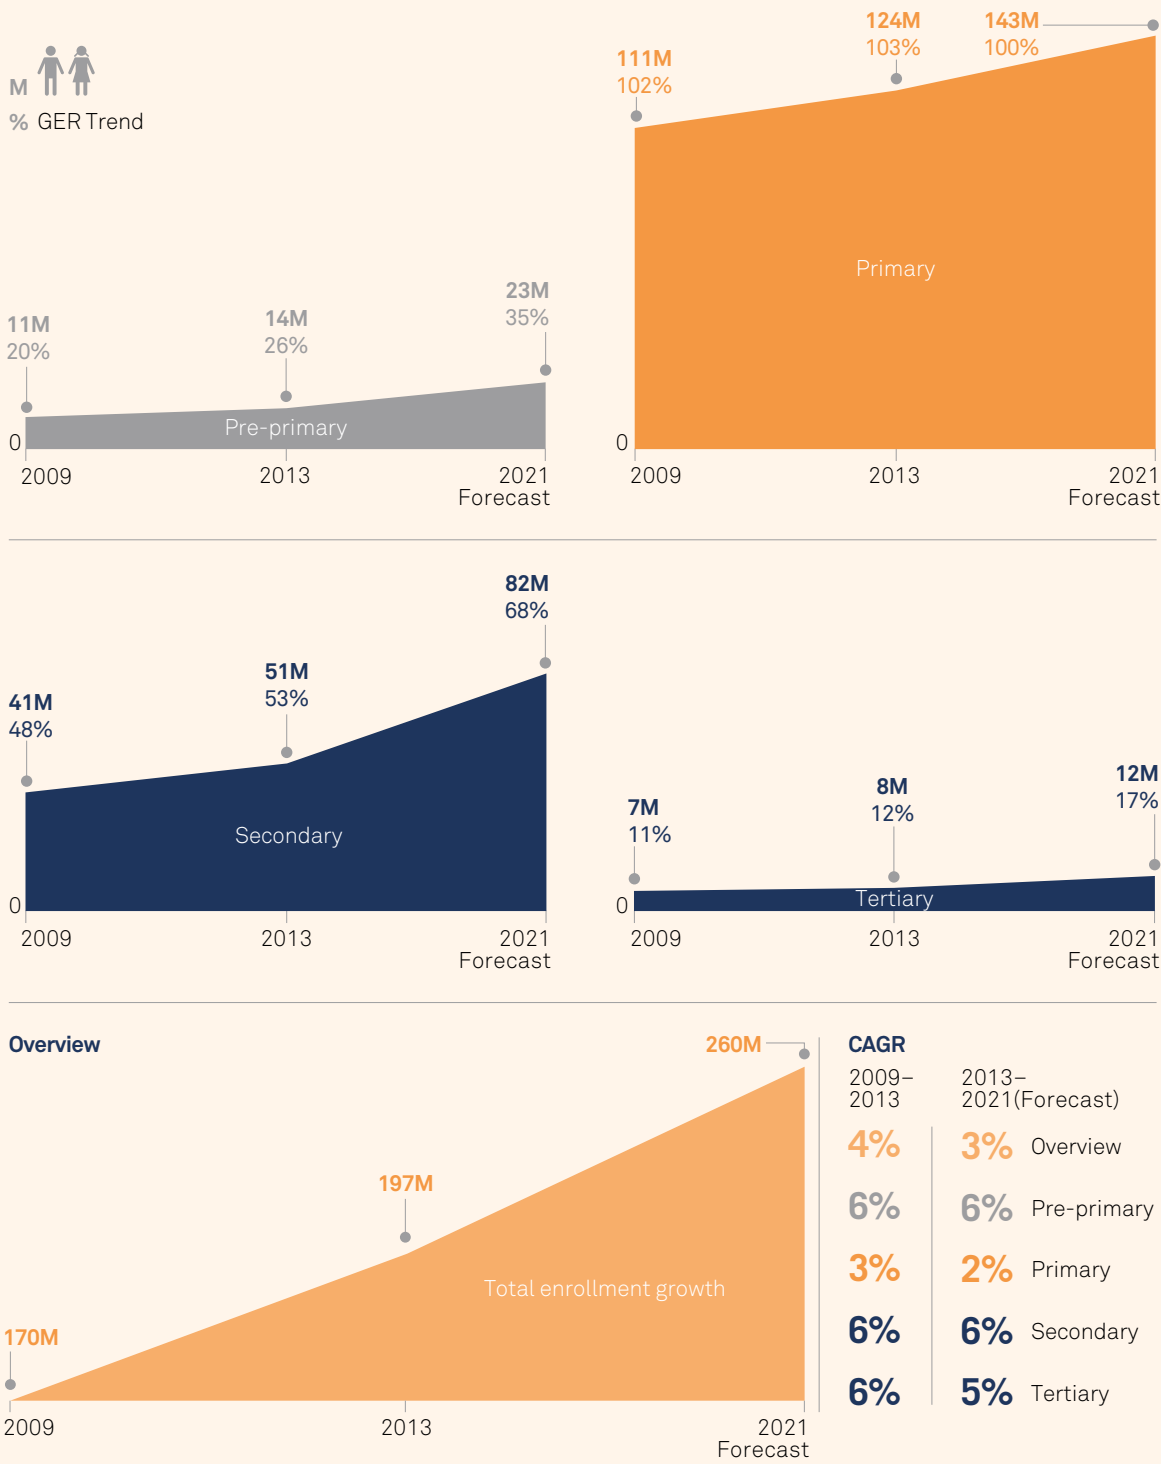 M
% GER Trend
11M
20%
14M
26%
23M
35%
Pre-primary
0
2009
2013
2021
Forecast
111M
102%
124M
103%
143M
100%
Primary
0
2009
2013
2021
Forecast
41M
48%
51M
53%
82M
68%
Secondary
0
2009
2013
2021
Forecast
7M
11%
8M
12%
12M
17%
Tertiary
0
2009
2013
2021
Forecast
Overview
170M
197M
260M
Total enrollment growth
2009
2013
2021
Forecast
CAGR
2009–
2013
2013–
2021(Forecast)
4% 3% Overview
6% 6% Pre-primary
3% 2% Primary
6% 6% Secondary
6% 5% Tertiary